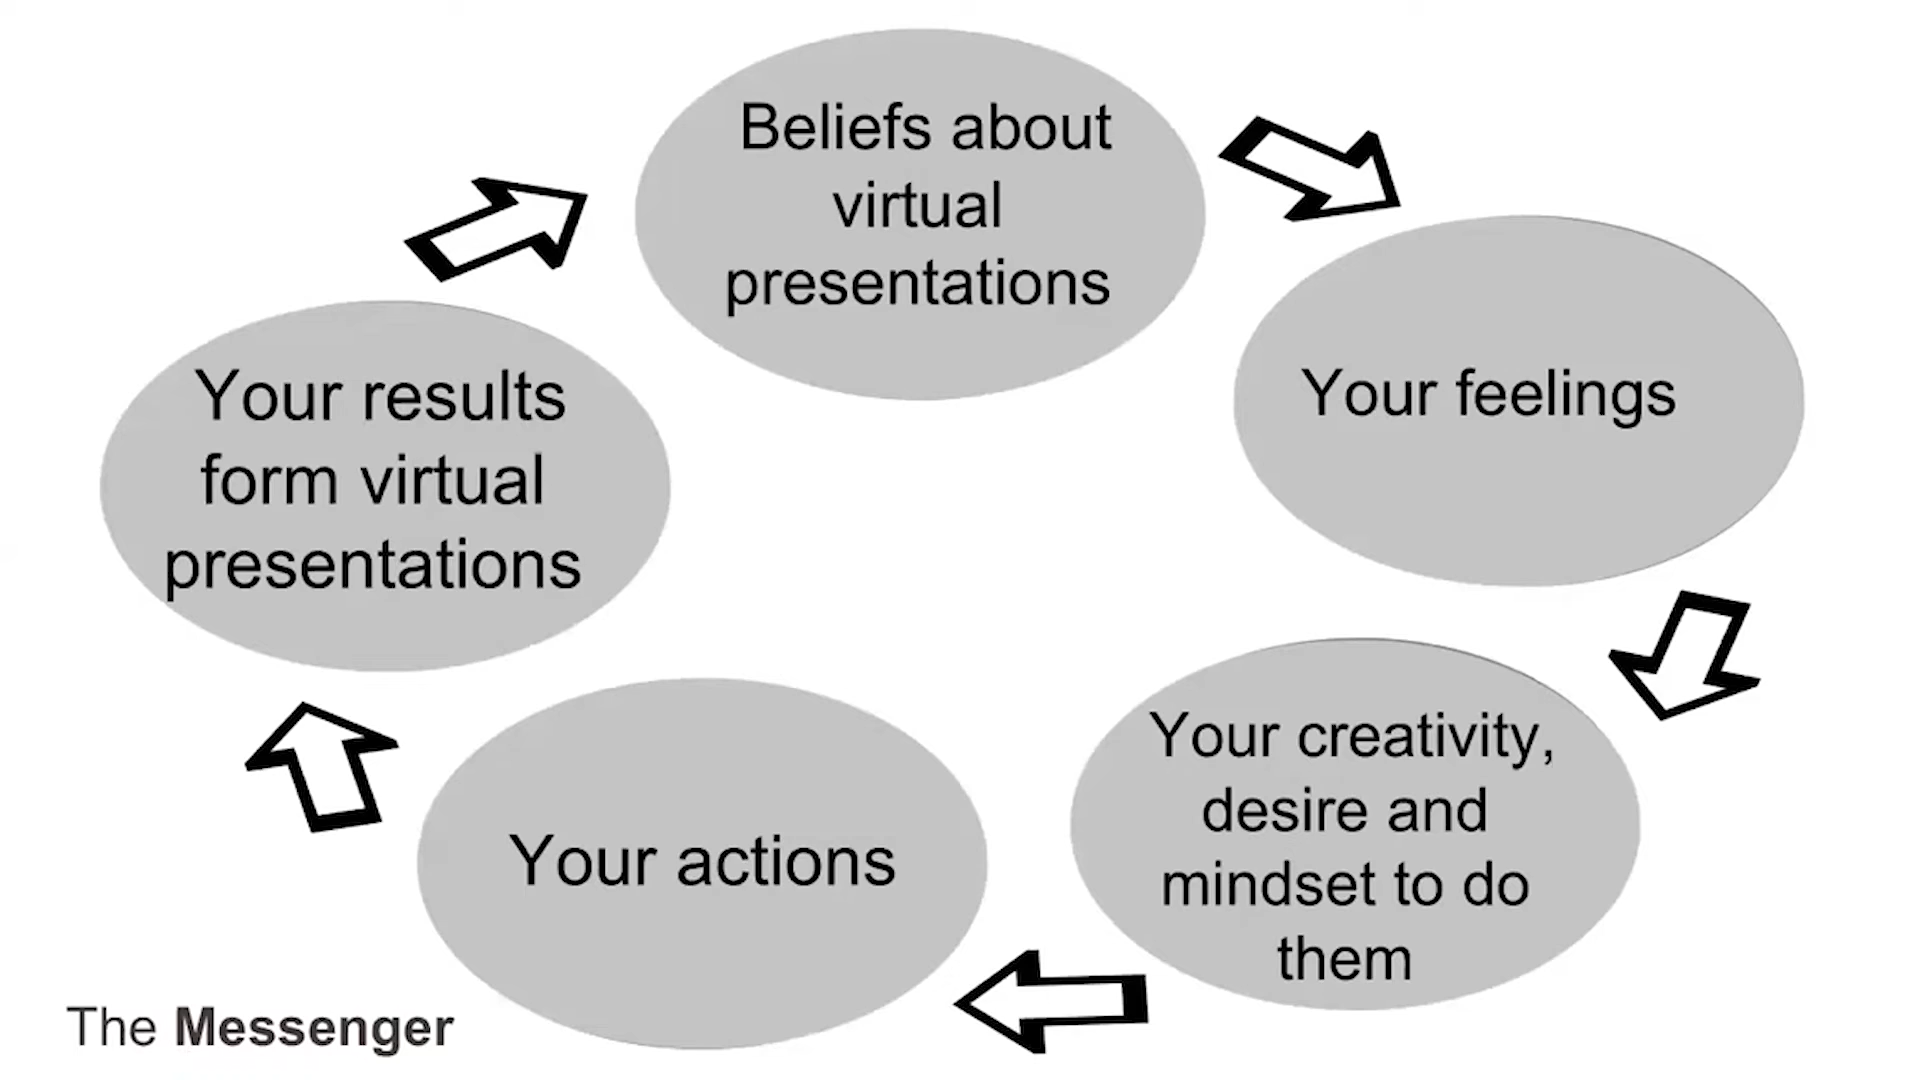 Beliefs about
virtual
presentations
Your feelings
Your creativity,
desire and
mindset to do
them
Your actions
Your results
form virtual
presentations
The Messenger